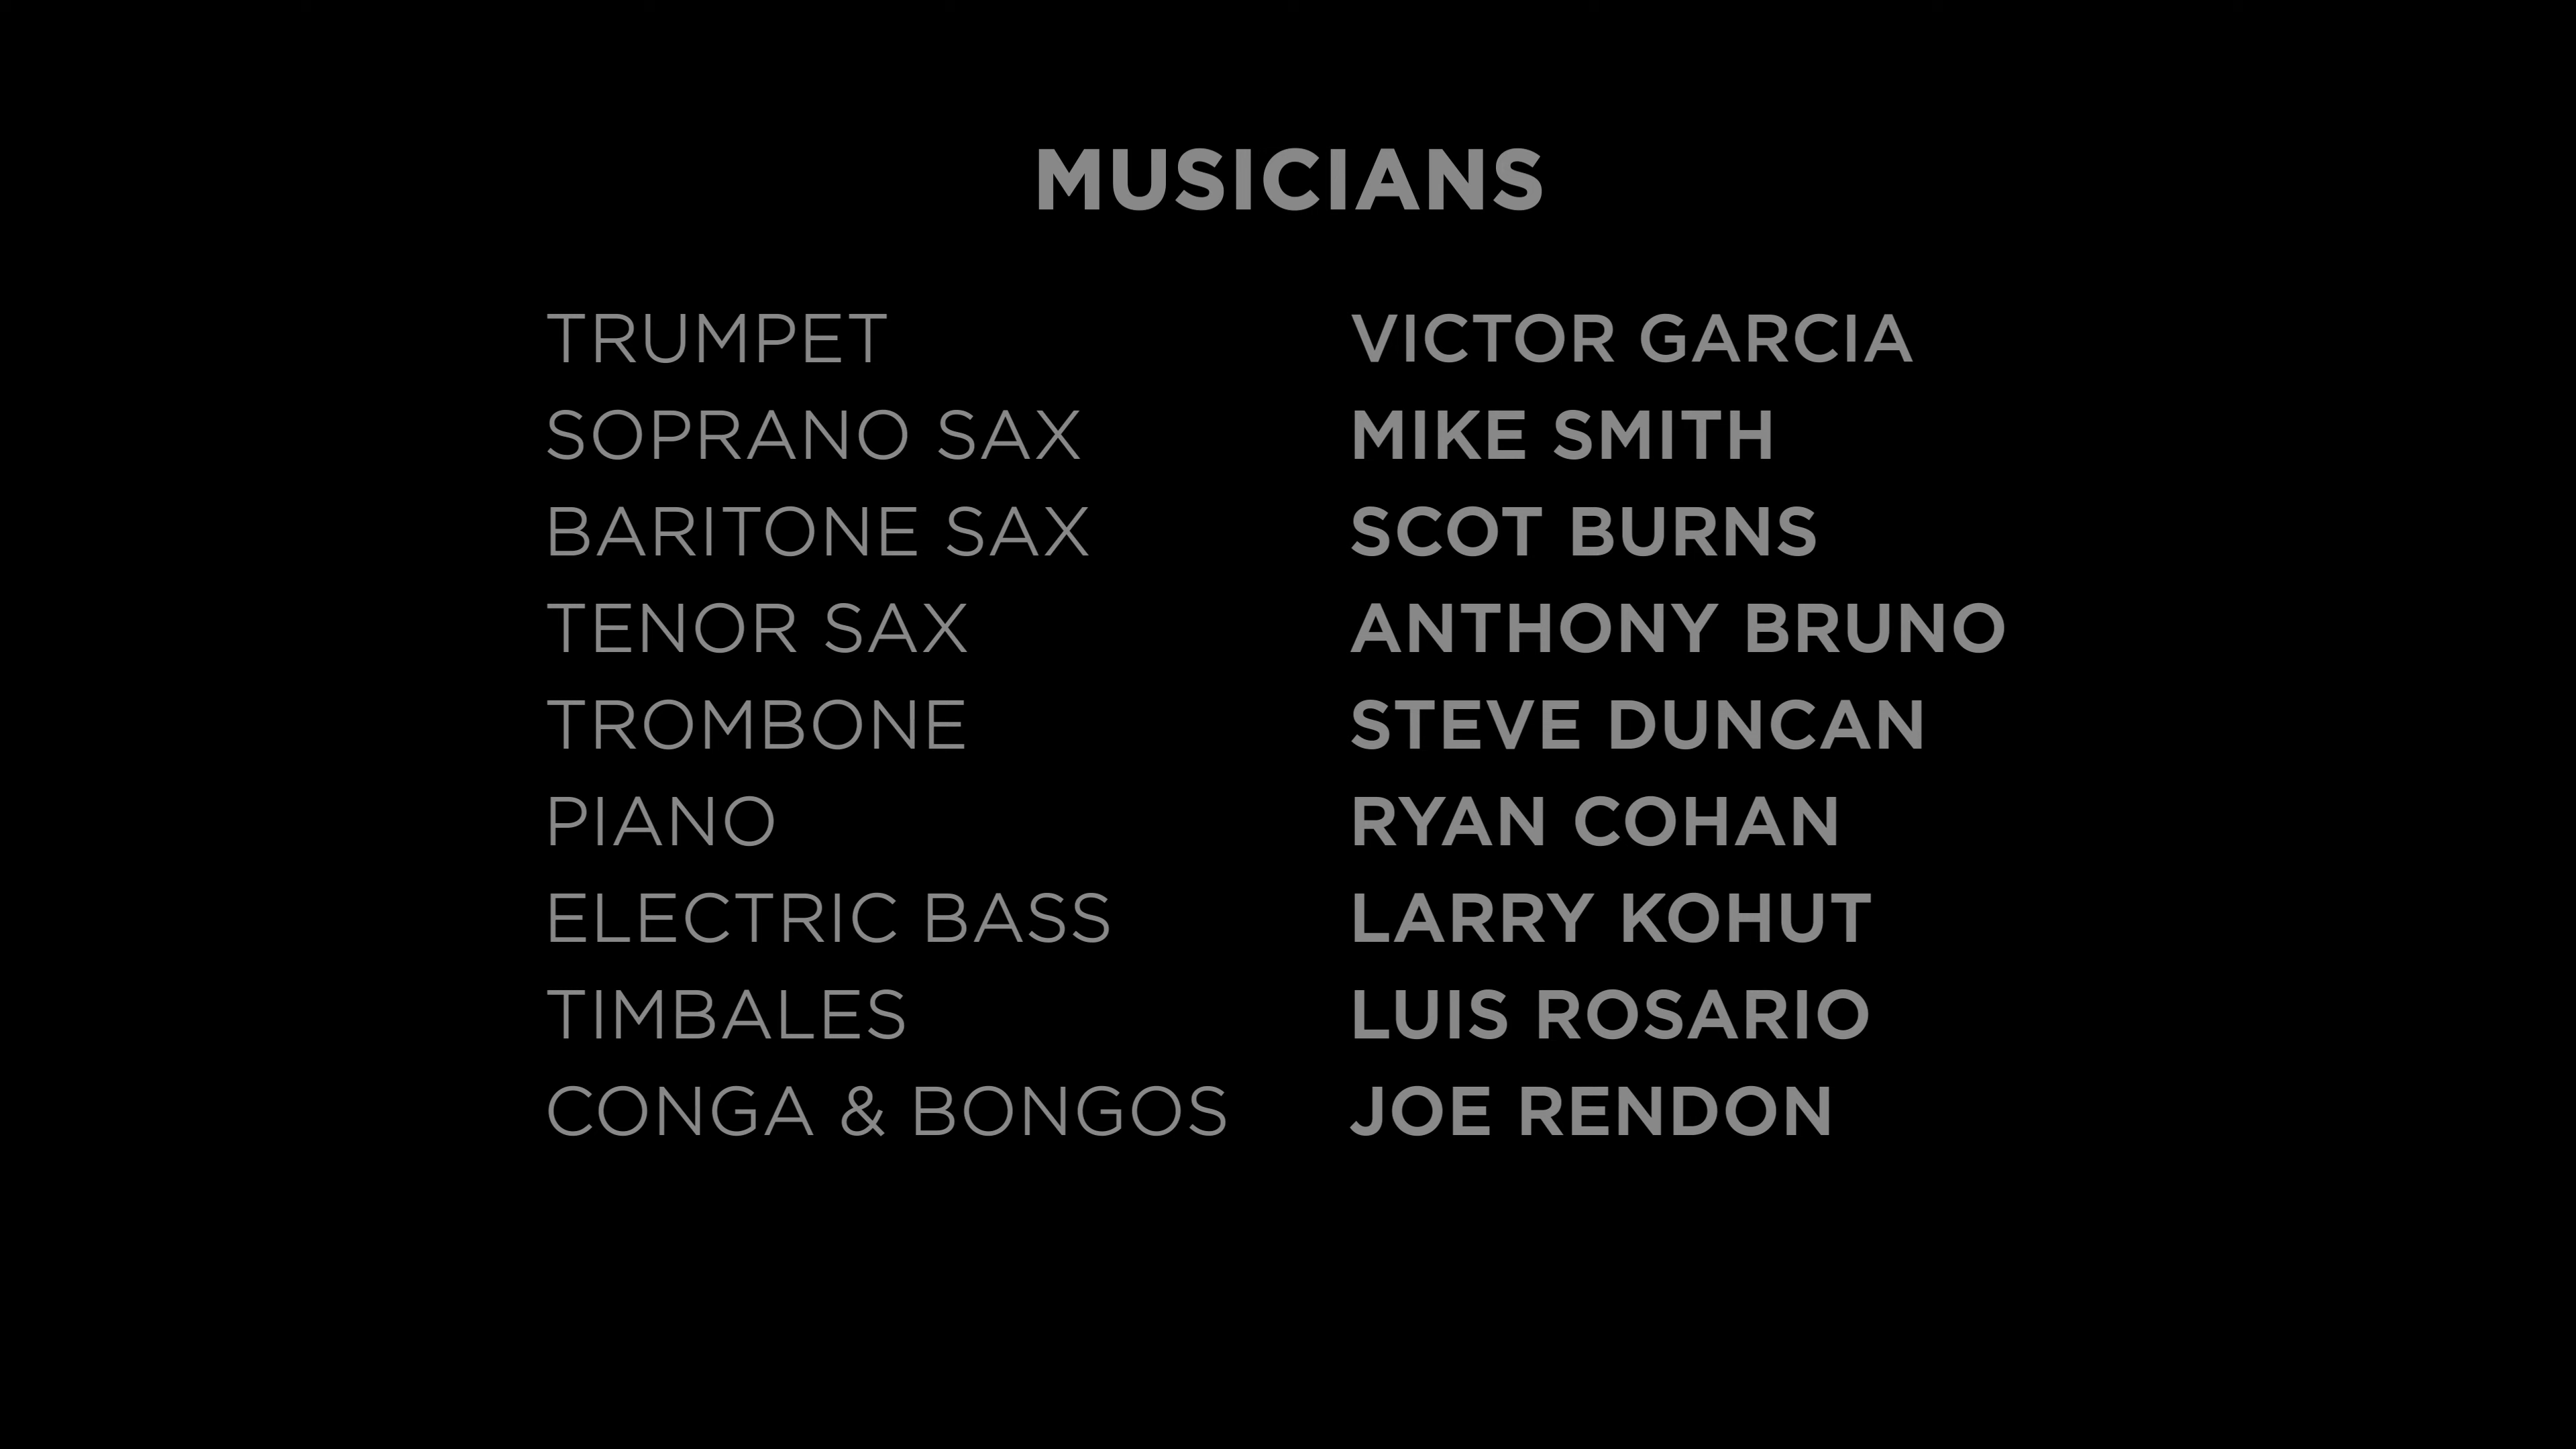 MUSICIANS
TRUMPET VICTOR GARCIA
SOPRANO SAX MIKE SMITH
BARITONE SAX SCOT BURNS
TENOR SAX ANTHONY BRUNO
TROMBONE STEVE DUNCAN
PIANO RYAN COHAN
ELECTRIC BASS LARRY KOHUT
TIMBALES LUIS ROSARIO
CONGA & BONGOS JOE RENDON